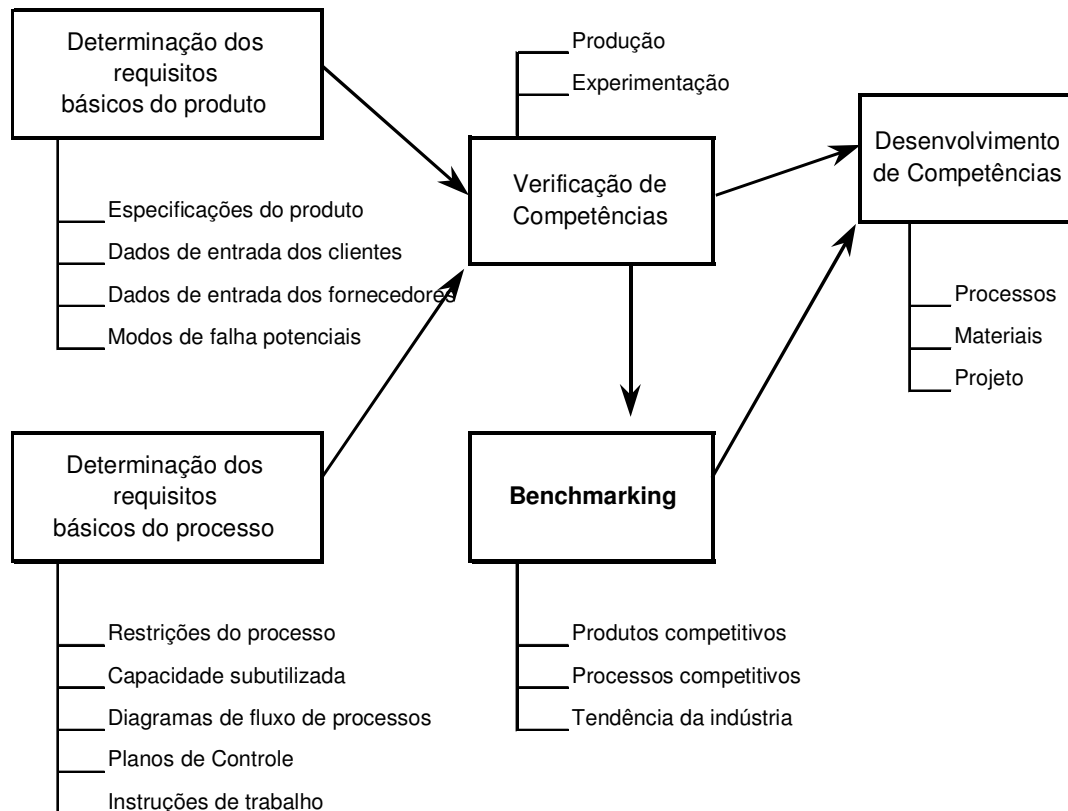 Determinação dos
requisitos
básicos do produto
Especificações do produto
Dados de entrada dos clientes
Dados de entrada dos fornecedores
Modos de falha potenciais
Determinação dos
requisitos
básicos do processo
Restrições do processo
Capacidade subutilizada
Diagramas de fluxo de processos
Planos de Controle
Instruções de trabalho
Produção
Experimentação
Verificação de
Competências
Benchmarking
Produtos competitivos
Processos competitivos
Tendência da indústria
Desenvolvimento
de Competências
Processos
Materiais
Projeto